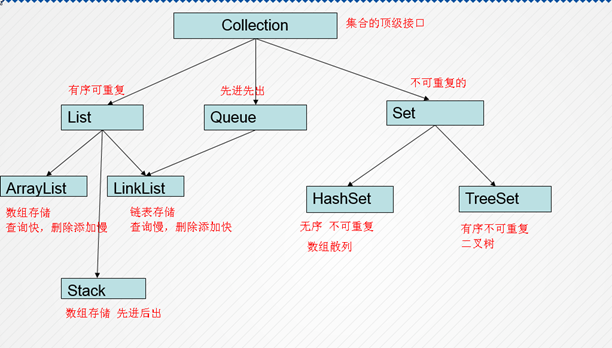 Collection
集合的顶级接口
有序可重复
先进先出
不可重复的
List
Queue
Set
ArrayList
LinkList
HashSet
TreeSet
数组存储
查询快，删除添加慢
链表存储
查询慢，删除添加快
无序 不可重复
数组散列
有序不可重复
二叉树
Stack
数组存储 先进后出